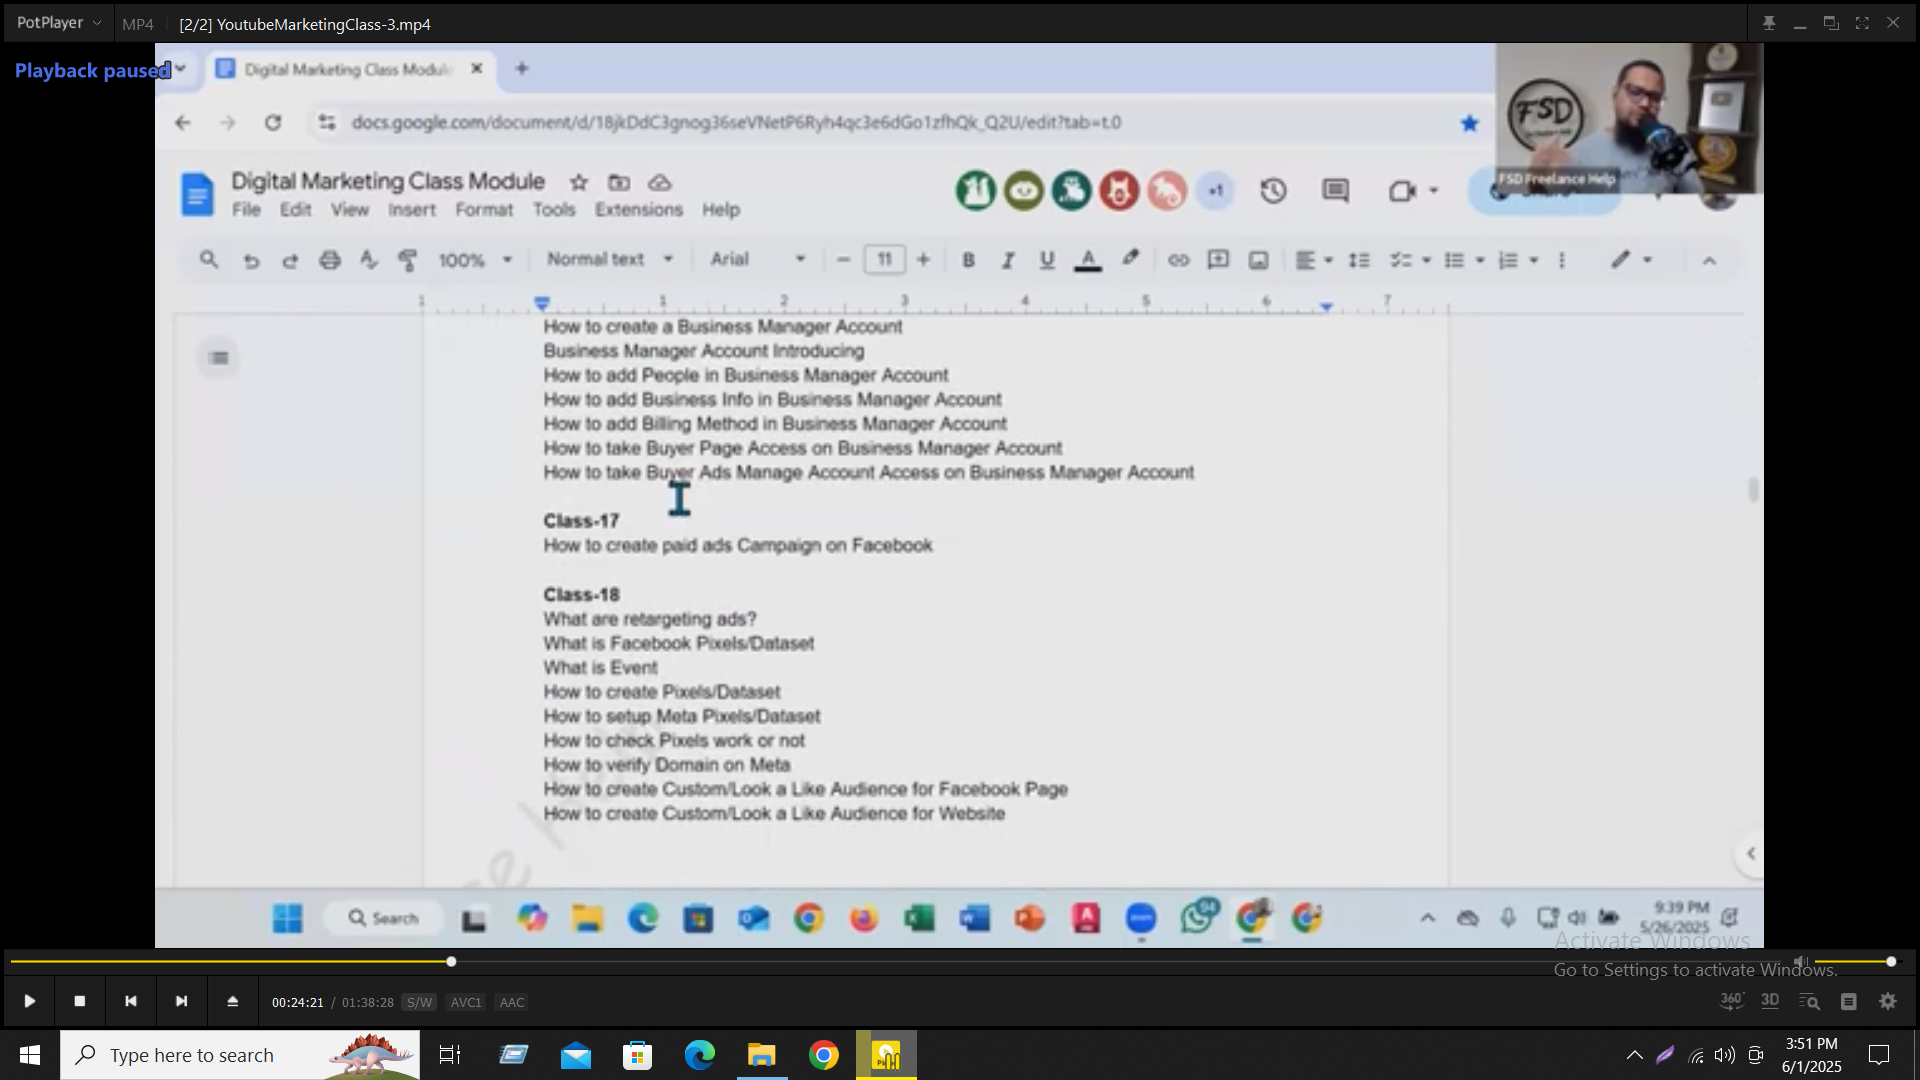 PotPlayer MP4 [2/2] YoutubeMarketingClass-3.mp4
Playback paused
Digital Marketing Class Module
docs.google.com/document/d/18jkDdC3gnog36seVNetP6Ryh4qc3e6dGo1zfhQk_Q2U/edit?tab=t.0
FSD
FSD Freelance Help
Digital Marketing Class Module
+1
File Edit View Insert Format Tools Extensions Help
100% Normal text Arial 11 B I U A
1 1 2 3 4 5 6 7
How to create a Business Manager Account
Business Manager Account Introducing
How to add People in Business Manager Account
How to add Business Info in Business Manager Account
How to add Billing Method in Business Manager Account
How to take Buyer Page Access on Business Manager Account
How to take Buyer Ads Manage Account Access on Business Manager Account
Class-17
How to create paid ads Campaign on Facebook
Class-18
What are retargeting ads?
What is Facebook Pixels/Dataset
What is Event
How to create Pixels/Dataset
How to setup Meta Pixels/Dataset
How to check Pixels work or not
How to verify Domain on Meta
How to create Custom/Look a Like Audience for Facebook Page
How to create Custom/Look a Like Audience for Website
Search
94
9:39 PM
5/26/2025
Activate Windows
Go to Settings to activate Windows.
00:24:21 / 01:38:28 S/W AVC1 AAC
360° 3D
Type here to search
3:51 PM
6/1/2025